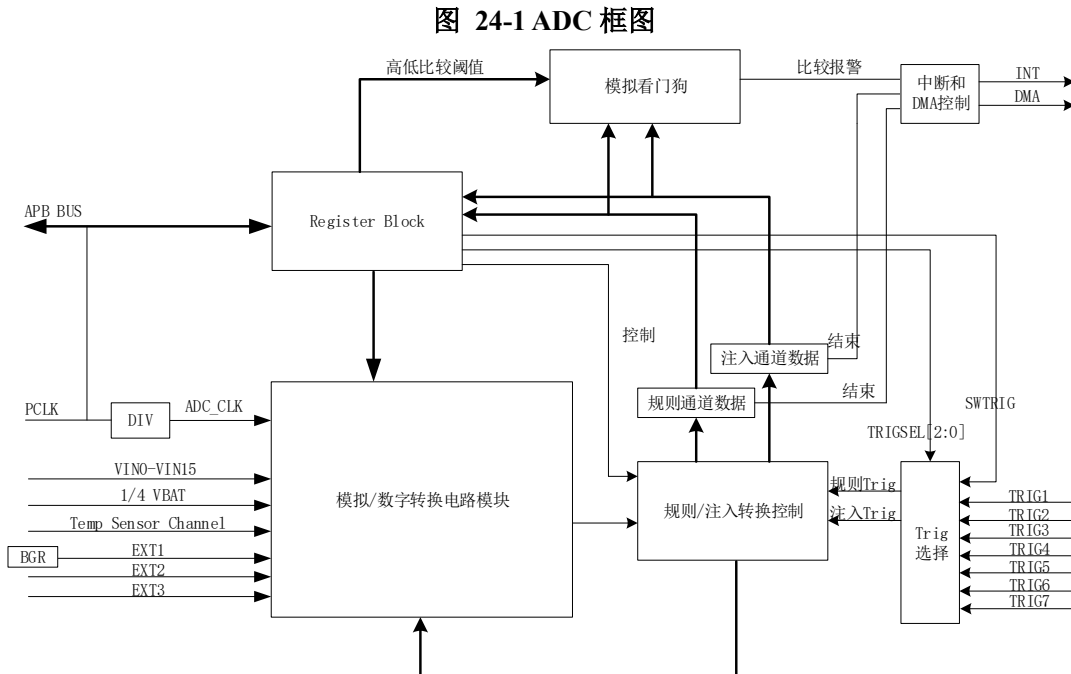 图 24-1 ADC 框图
高低比较阈值
模拟看门狗
比较报警
中断和
DMA控制
INT
DMA
APB BUS
Register Block
控制
注入通道数据
结束
规则通道数据
结束
SWTRIG
TRIGSEL[2:0]
PCLK
DIV
ADC_CLK
VIN0-VIN15
1/4 VBAT
Temp Sensor Channel
BGR
EXT1
EXT2
EXT3
模拟/数字转换电路模块
规则/注入转换控制
规则Trig
注入Trig
Trig
选择
TRIG1
TRIG2
TRIG3
TRIG4
TRIG5
TRIG6
TRIG7